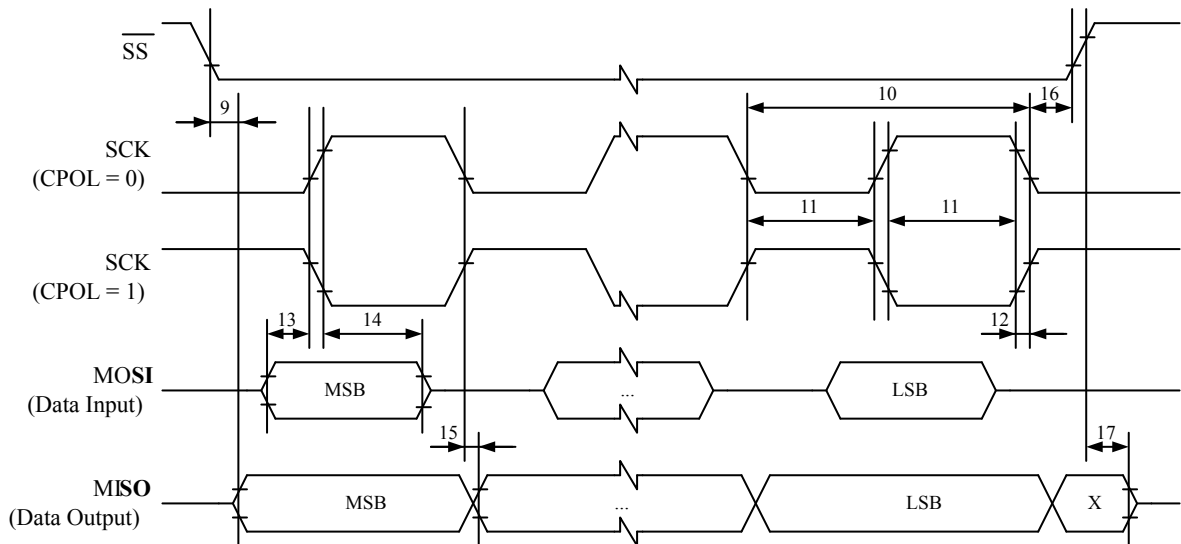 SS
9
10
16
SCK
(CPOL = 0)
11
11
SCK
(CPOL = 1)
13
14
12
MOSI
(Data Input)
MSB
...
LSB
15
17
MISO
(Data Output)
MSB
...
LSB
X